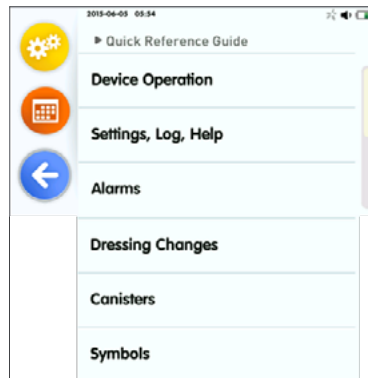 2015-06-05 05:54
Quick Reference Guide
Device Operation
Settings, Log, Help
Alarms
Dressing Changes
Canisters
Symbols